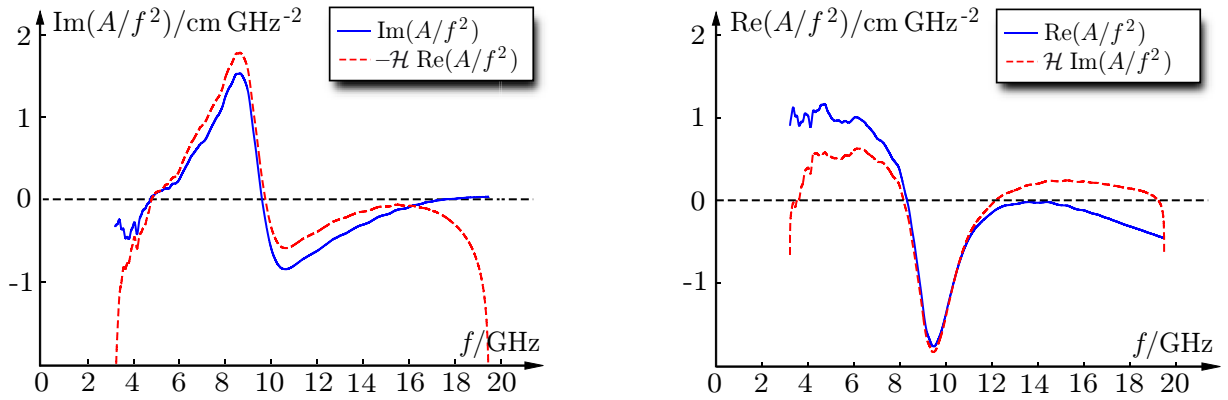 Im(A/f²)/cm GHz⁻²
Im(A/f²)
−ℋ Re(A/f²)
2
1
0
-1
f/GHz
0 2 4 6 8 10 12 14 16 18 20
Re(A/f²)/cm GHz⁻²
Re(A/f²)
ℋ Im(A/f²)
2
1
0
-1
f/GHz
0 2 4 6 8 10 12 14 16 18 20